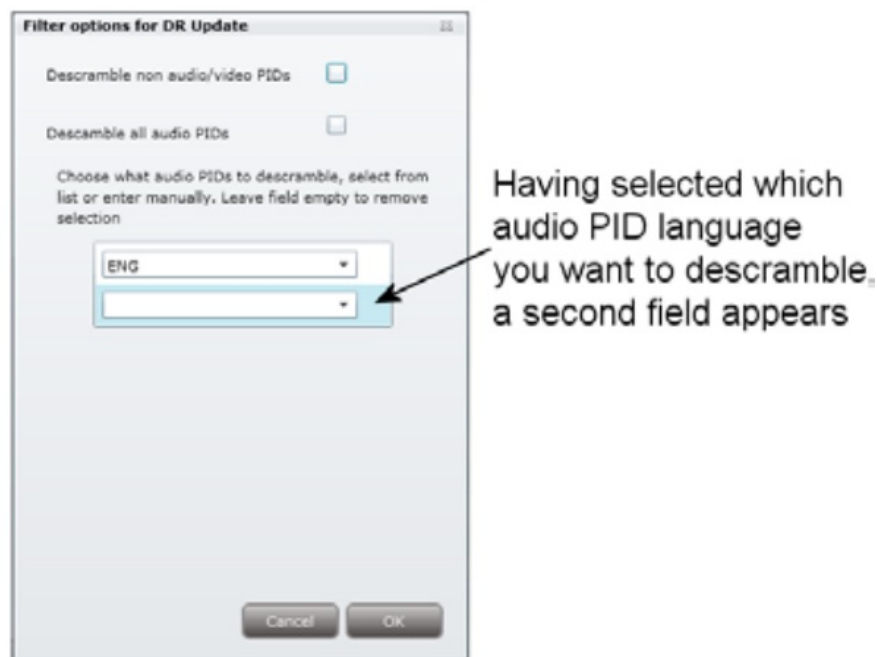 Filter options for DR Update
Descramble non audio/video PIDs
Descamble all audio PIDs
Choose what audio PIDs to descramble, select from
list or enter manually. Leave field empty to remove
selection
ENG
Cancel
OK
Having selected which
audio PID language
you want to descramble,
a second field appears